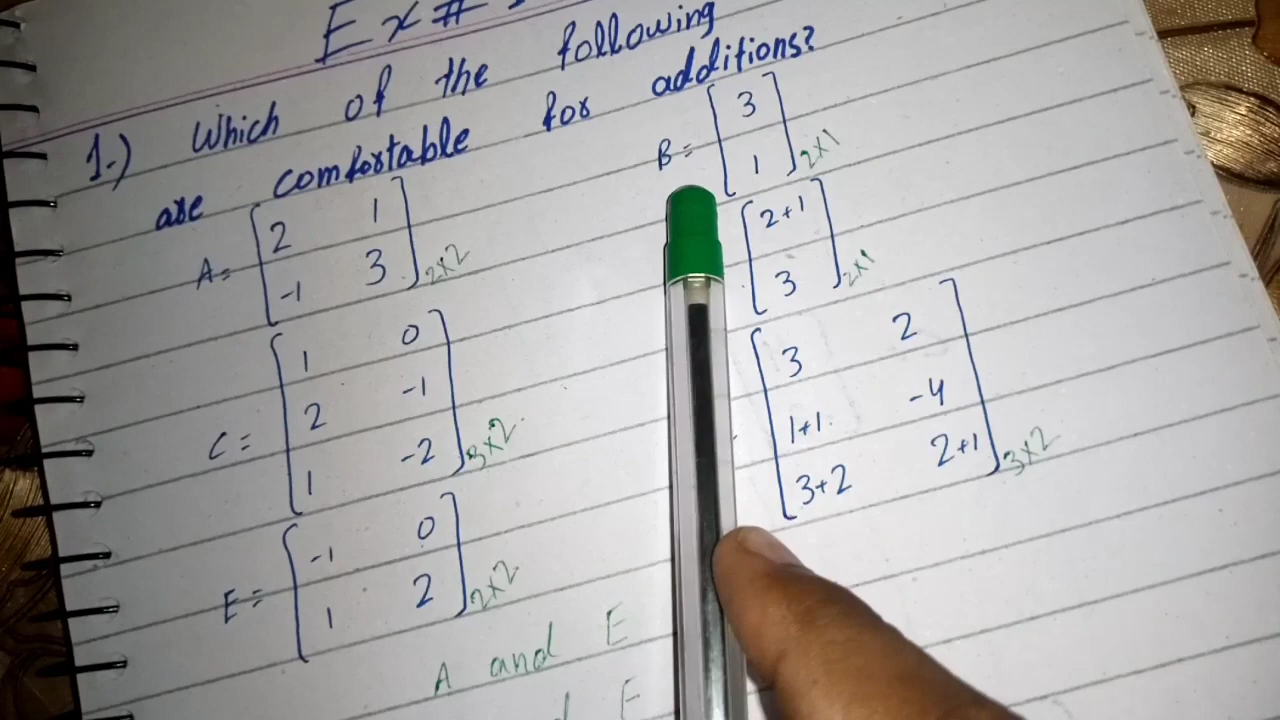 Ex#
1.) Which of the following
are comfortable for additions?
A= [2 1
-1 3] 2x2
B= [3
1] 2x1
[2+1
3] 2x1
C= [1 0
2 -1
1 -2] 3x2
[3 2
1+1 -4
3+2 2+1] 3x2
E= [-1 0
1 2] 2x2
A and E
E